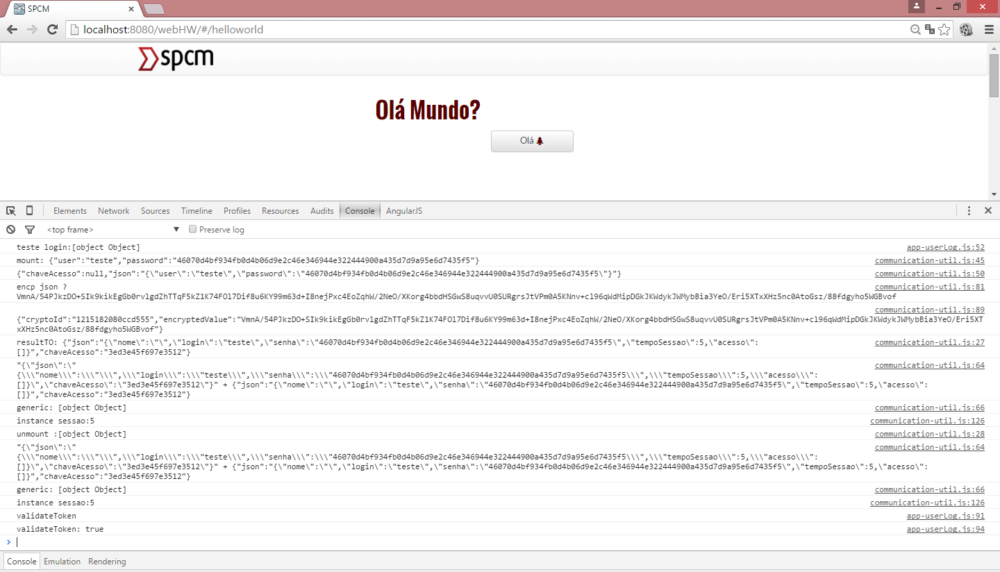 SPCM
localhost:8080/webHW/#/helloworld
spcm
Olá Mundo?
Olá
Elements Network Sources Timeline Profiles Resources Audits Console AngularJS
<top frame> Preserve log
teste login:[object Object] app-userLog.js:52
mount: {"user":"teste","password":"46070d4bf934fb0d4b06d9e2c46e346944e322444900a435d7d9a95e6d7435f5"} communication-util.js:45
{"chaveAcesso":null,"json":"{\"user\":\"teste\",\"password\":\"46070d4bf934fb0d4b06d9e2c46e346944e322444900a435d7d9a95e6d7435f5\"}"} communication-util.js:50
encp json ? communication-util.js:81
VmnA/54PJkzDO+SIk9kikEgGb0rvlgdZhTTqF5kZ1K74FOl7Dif8u6KY99m63d+I8nejPxc4EoZqhW/2NeO/XKorg4bbdHSGwS8uqvvU0SURgrsJtVPm0A5KNnv+cl96qWdMipDGkJKWdykJWMybBia3YeO/Eri5XTxXHz5nc0AtoGsz/88fdgyho5WGBvof
communication-util.js:89
{"cryptoId":"1215182080ccd555","encryptedValue":"VmnA/54PJkzDO+SIk9kikEgGb0rvlgdZhTTqF5kZ1K74FOl7Dif8u6KY99m63d+I8nejPxc4EoZqhW/2NeO/XKorg4bbdHSGwS8uqvvU0SURgrsJtVPm0A5KNnv+cl96qWdMipDGkJKWdykJWMybBia3YeO/Eri5XT
xXHz5nc0AtoGsz/88fdgyho5WGBvof"}
resultTO: {"json":"{\"nome\":\"\",\"login\":\"teste\",\"senha\":\"46070d4bf934fb0d4b06d9e2c46e346944e322444900a435d7d9a95e6d7435f5\",\"tempoSessao\":5,\"acesso\": communication-util.js:27
[]}","chaveAcesso":"3ed3e45f697e3512"}
"{\"json\":\" communication-util.js:64
{\\\"nome\\\":\\\"\\\",\\\"login\\\":\\\"teste\\\",\\\"senha\\\":\\\"46070d4bf934fb0d4b06d9e2c46e346944e322444900a435d7d9a95e6d7435f5\\\",\\\"tempoSessao\\\":5,\\\"acesso\\\":
[]}\",\"chaveAcesso\":\"3ed3e45f697e3512\"}" + {"json":"{\"nome\":\"\",\"login\":\"teste\",\"senha\":\"46070d4bf934fb0d4b06d9e2c46e346944e322444900a435d7d9a95e6d7435f5\",\"tempoSessao\":5,\"acesso\":
[]}","chaveAcesso":"3ed3e45f697e3512"}
generic: [object Object] communication-util.js:66
instance sessao:5 communication-util.js:126
unmount :[object Object] communication-util.js:28
"{\"json\":\" communication-util.js:64
{\\\"nome\\\":\\\"\\\",\\\"login\\\":\\\"teste\\\",\\\"senha\\\":\\\"46070d4bf934fb0d4b06d9e2c46e346944e322444900a435d7d9a95e6d7435f5\\\",\\\"tempoSessao\\\":5,\\\"acesso\\\":
[]}\",\"chaveAcesso\":\"3ed3e45f697e3512\"}" + {"json":"{\"nome\":\"\",\"login\":\"teste\",\"senha\":\"46070d4bf934fb0d4b06d9e2c46e346944e322444900a435d7d9a95e6d7435f5\",\"tempoSessao\":5,\"acesso\":
[]}","chaveAcesso":"3ed3e45f697e3512"}
generic: [object Object] communication-util.js:66
instance sessao:5 communication-util.js:126
validateToken app-userLog.js:91
validateToken: true app-userLog.js:94
Console Emulation Rendering